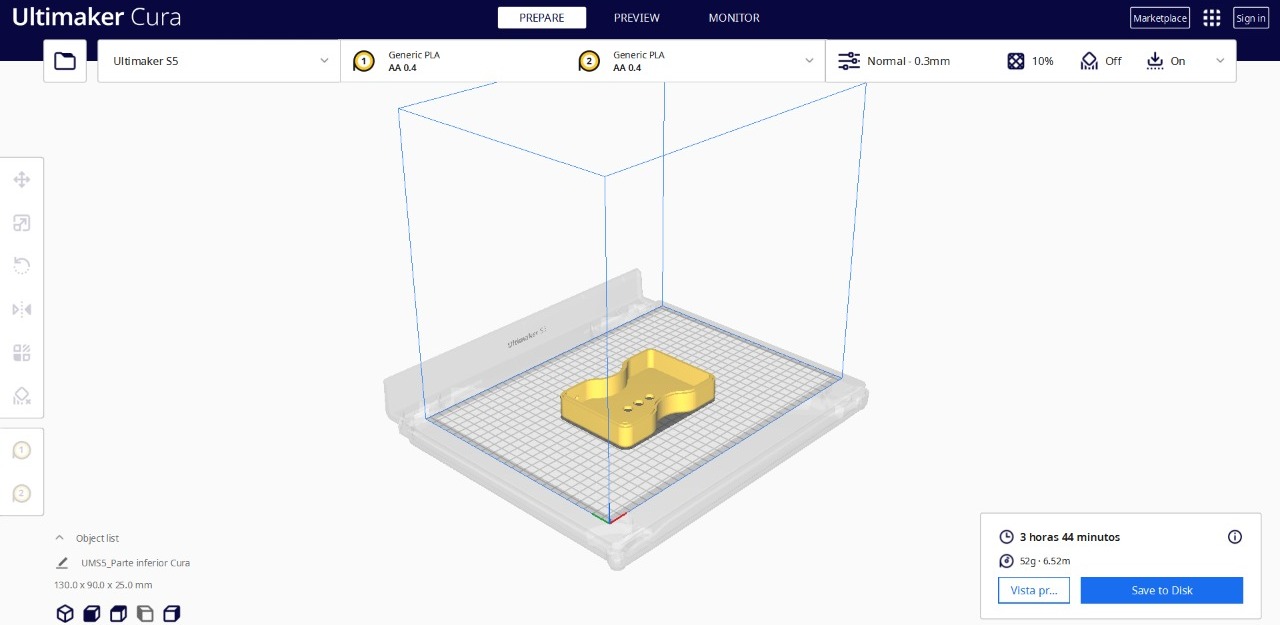 Ultimaker Cura
PREPARE PREVIEW MONITOR
Marketplace
Sign in
Ultimaker S5
1 Generic PLA
AA 0.4
2 Generic PLA
AA 0.4
Normal - 0.3mm
10%
Off
On
1
2
Object list
UMS5_Parte inferior Cura
130.0 x 90.0 x 25.0 mm
3 horas 44 minutos
52g · 6.52m
Vista pr...
Save to Disk